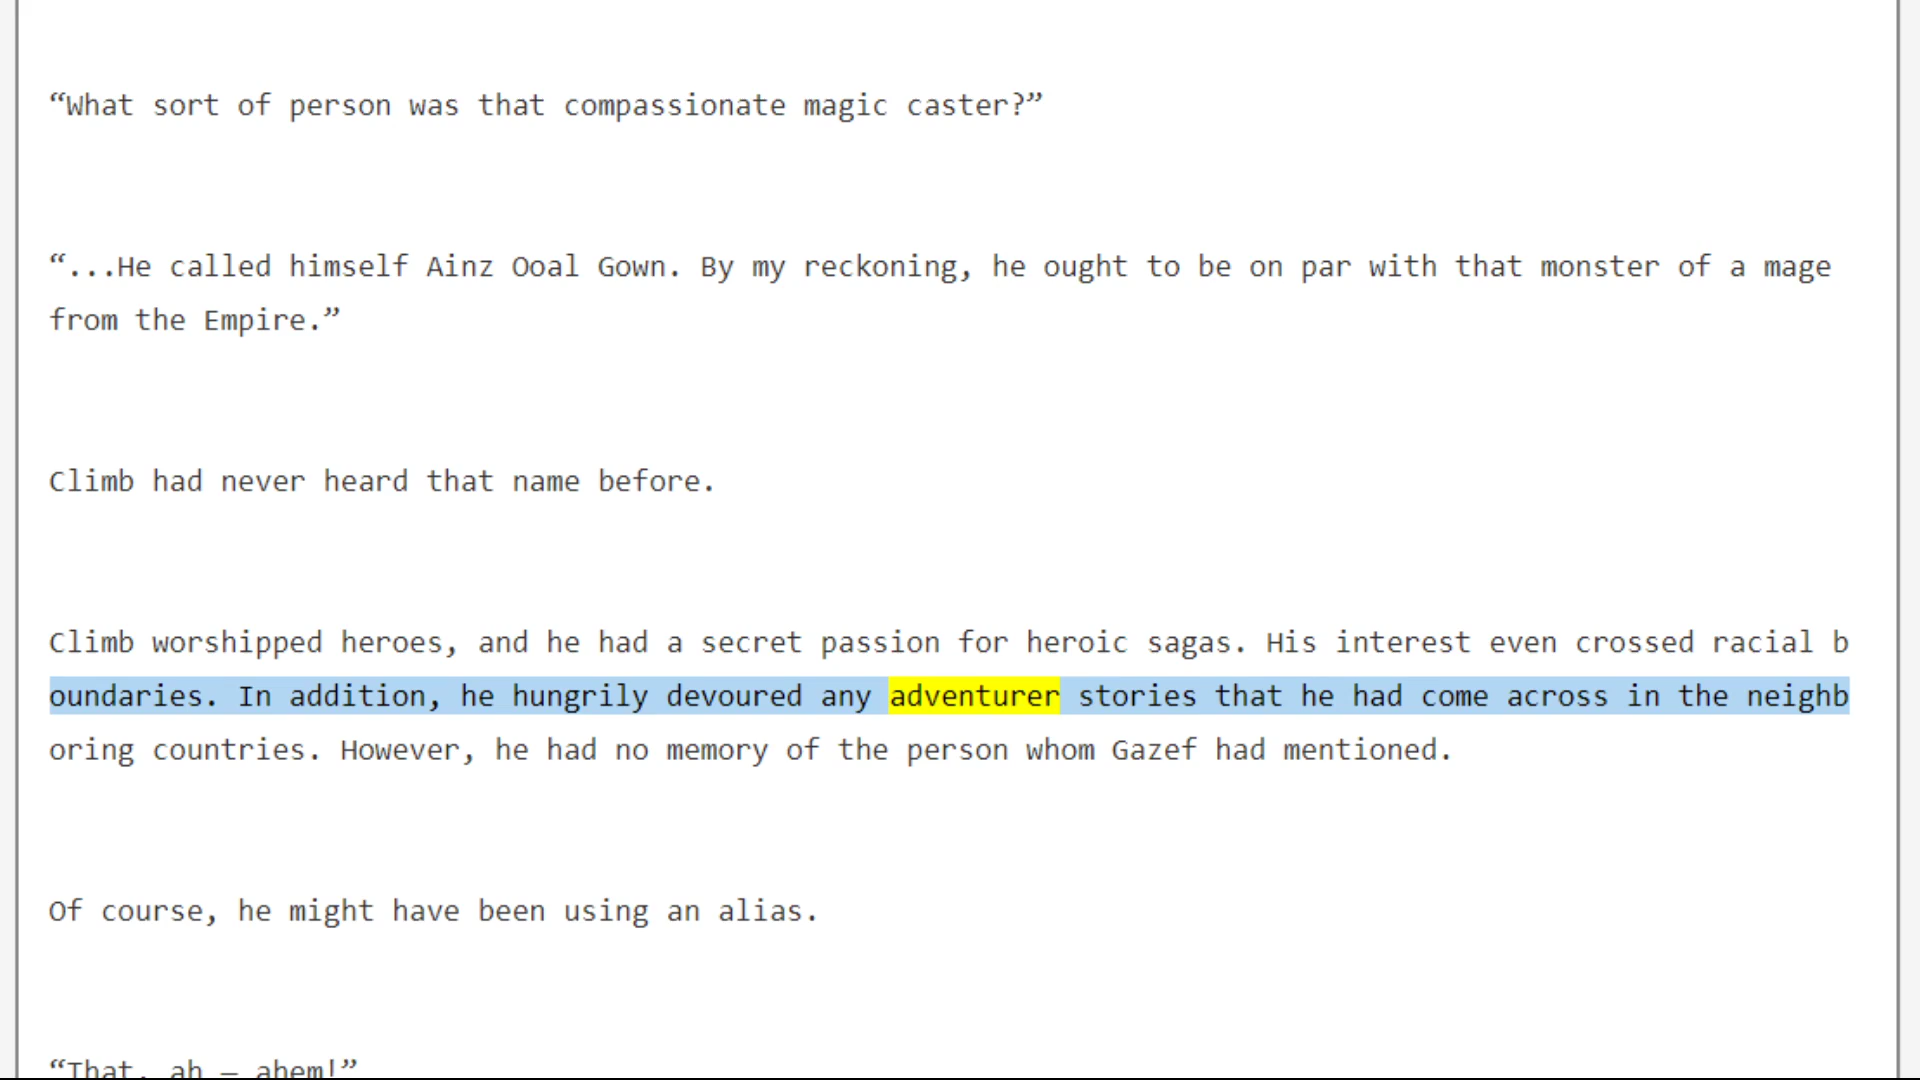 “What sort of person was that compassionate magic caster?”
“...He called himself Ainz Ooal Gown. By my reckoning, he ought to be on par with that monster of a mage
from the Empire.”
Climb had never heard that name before.
Climb worshipped heroes, and he had a secret passion for heroic sagas. His interest even crossed racial b
oundaries. In addition, he hungrily devoured any adventurer stories that he had come across in the neighb
oring countries. However, he had no memory of the person whom Gazef had mentioned.
Of course, he might have been using an alias.
“That, ah – ahem!”